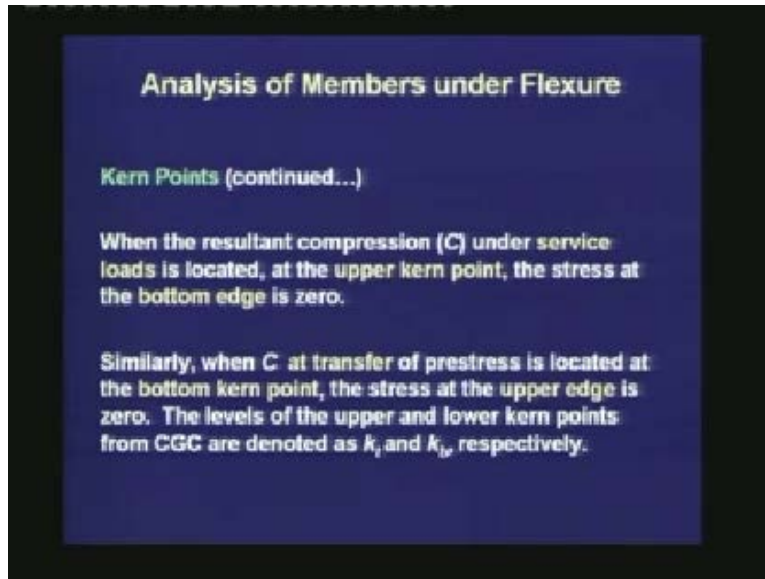 Analysis of Members under Flexure
Kern Points (continued...)
When the resultant compression (C) under service
loads is located, at the upper kern point, the stress at
the bottom edge is zero.
Similarly, when C at transfer of prestress is located at
the bottom kern point, the stress at the upper edge is
zero. The levels of the upper and lower kern points
from CGC are denoted as kt and kb, respectively.